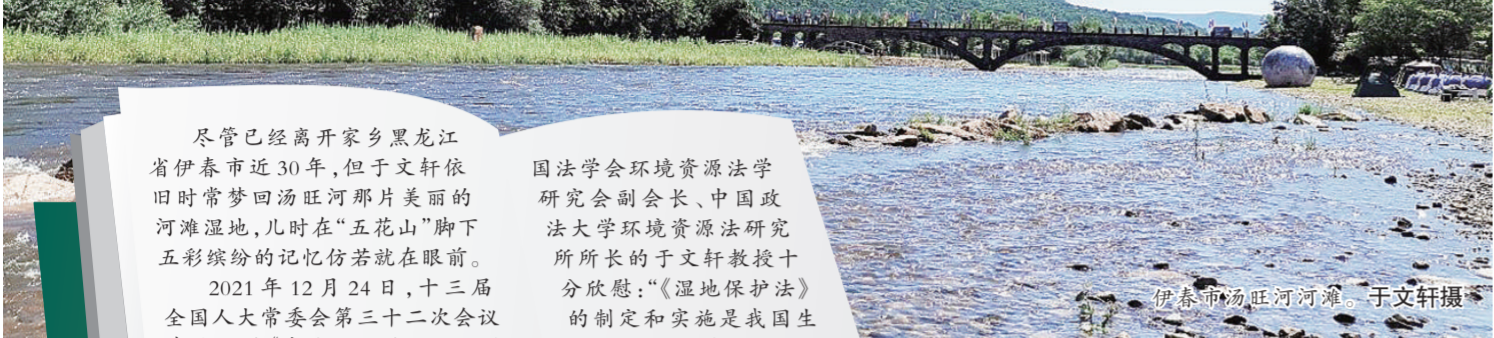 尽管已经离开家乡黑龙江
省伊春市近30年,但于文轩依
旧时常梦回汤旺河那片美丽的
河滩湿地,儿时在“五花山”脚下
五彩缤纷的记忆仿若就在眼前。
2021年12月24日,十三届
全国人大常委会第三十二次会议
国法学会环境资源法学
研究会副会长、中国政
法大学环境资源法研究
所所长的于文轩教授十
分欣慰:“《湿地保护法》
的制定和实施是我国生
伊春市汤旺河河滩。于文轩摄